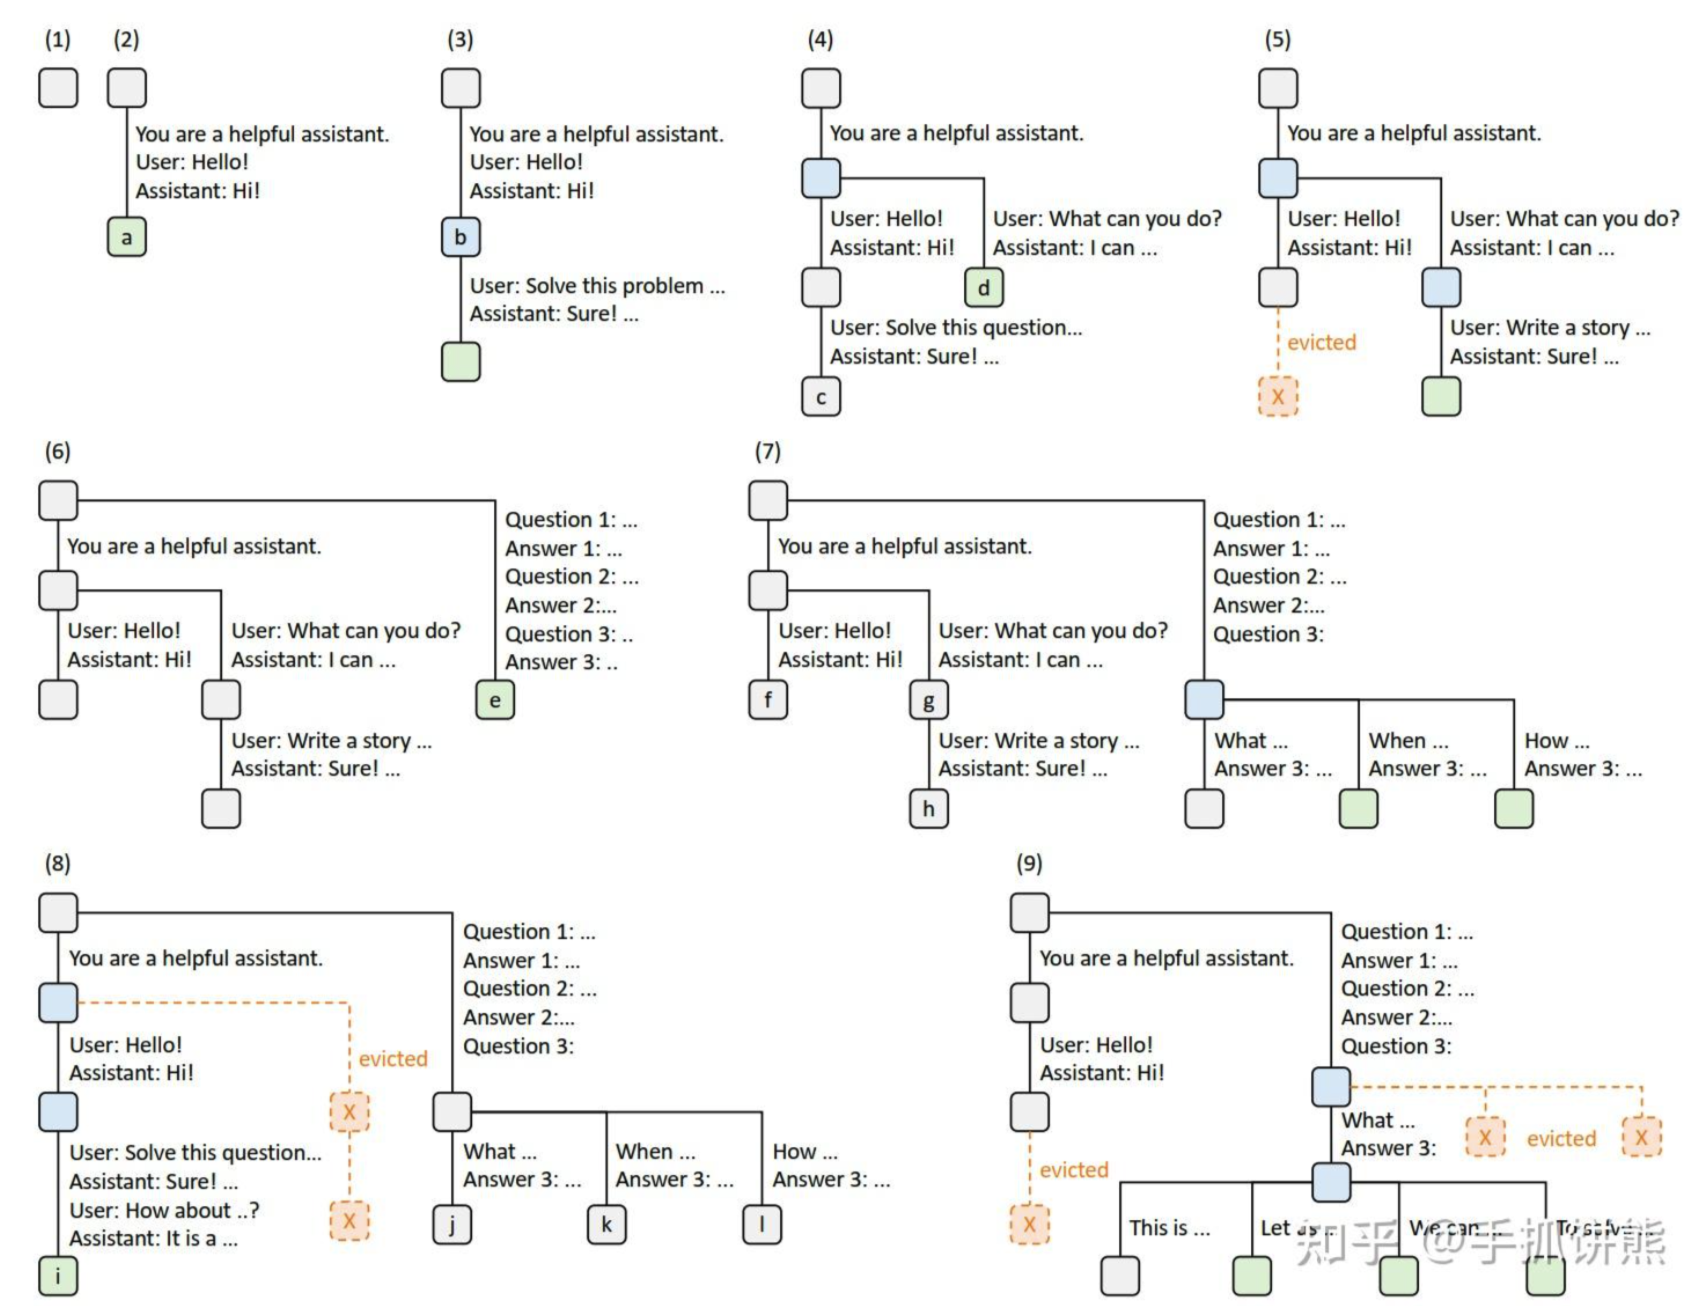 (1)
(2)
You are a helpful assistant.
User: Hello!
Assistant: Hi!
a
(3)
You are a helpful assistant.
User: Hello!
Assistant: Hi!
b
User: Solve this problem ...
Assistant: Sure! ...
(4)
You are a helpful assistant.
User: Hello!
Assistant: Hi!
User: What can you do?
Assistant: I can ...
d
User: Solve this question...
Assistant: Sure! ...
c
(5)
You are a helpful assistant.
User: Hello!
Assistant: Hi!
User: What can you do?
Assistant: I can ...
evicted
X
User: Write a story ...
Assistant: Sure! ...
(6)
You are a helpful assistant.
User: Hello!
Assistant: Hi!
User: What can you do?
Assistant: I can ...
User: Write a story ...
Assistant: Sure! ...
Question 1: ...
Answer 1: ...
Question 2: ...
Answer 2:...
Question 3: ..
Answer 3: ..
e
(7)
You are a helpful assistant.
User: Hello!
Assistant: Hi!
f
User: What can you do?
Assistant: I can ...
g
User: Write a story ...
Assistant: Sure! ...
h
Question 1: ...
Answer 1: ...
Question 2: ...
Answer 2:...
Question 3:
What ...
Answer 3: ...
When ...
Answer 3: ...
How ...
Answer 3: ...
(8)
You are a helpful assistant.
User: Hello!
Assistant: Hi!
evicted
X
X
User: Solve this question...
Assistant: Sure! ...
User: How about ..?
Assistant: It is a ...
i
Question 1: ...
Answer 1: ...
Question 2: ...
Answer 2:...
Question 3:
What ...
Answer 3: ...
j
When ...
Answer 3: ...
k
How ...
Answer 3: ...
l
(9)
You are a helpful assistant.
User: Hello!
Assistant: Hi!
evicted
X
Question 1: ...
Answer 1: ...
Question 2: ...
Answer 2:...
Question 3:
What ...
Answer 3:
X
evicted
X
This is ...
Let us ..
We can ...
To solve ...
知乎 @手抓饼熊